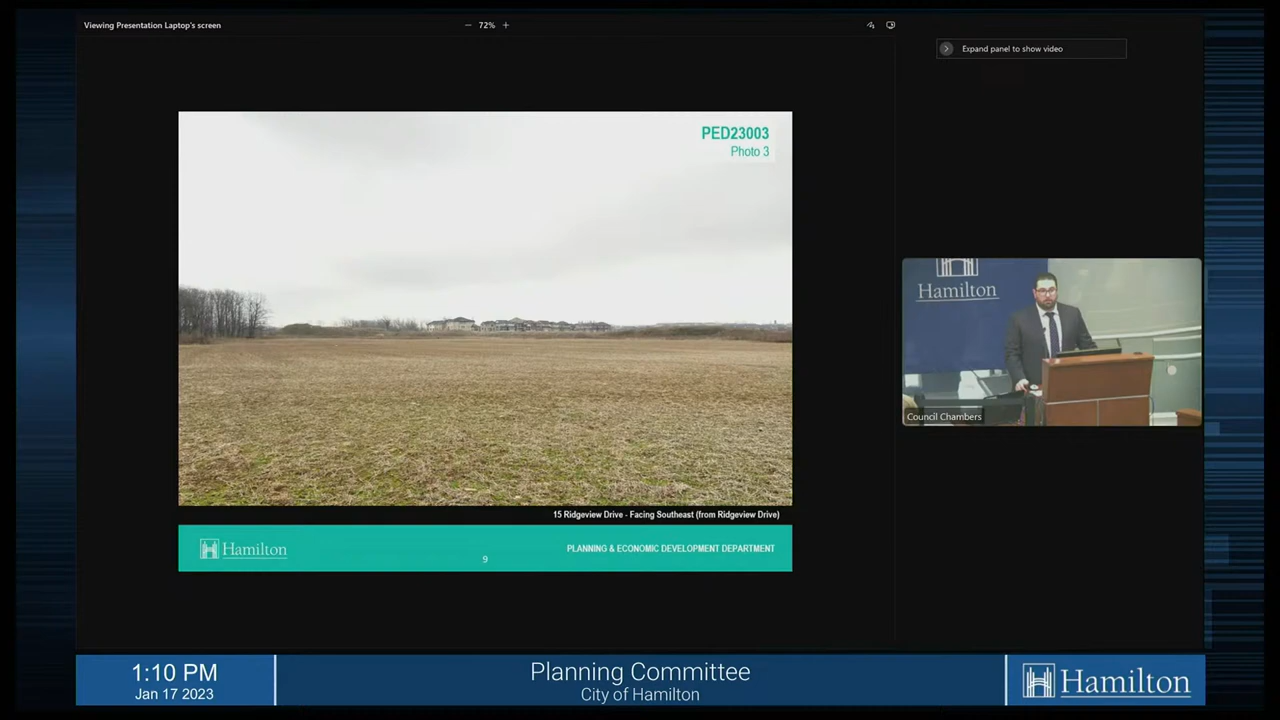 Viewing Presentation Laptop's screen
72%
Expand panel to show video
PED23003
Photo 3
15 Ridgeview Drive - Facing Southeast (from Ridgeview Drive)
Hamilton
9
PLANNING & ECONOMIC DEVELOPMENT DEPARTMENT
Hamilton
Council Chambers
1:10 PM
Jan 17 2023
Planning Committee
City of Hamilton
Hamilton